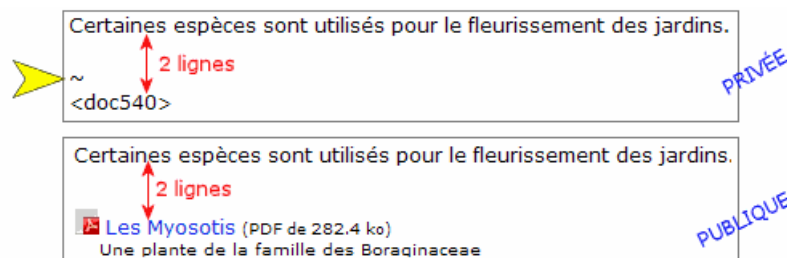 Certaines espèces sont utilisés pour le fleurissement des jardins.
2 lignes
~
<doc540>
PRIVÉE
Certaines espèces sont utilisés pour le fleurissement des jardins.
2 lignes
Les Myosotis (PDF de 282.4 ko)
Une plante de la famille des Boraginaceae
PUBLIQUE